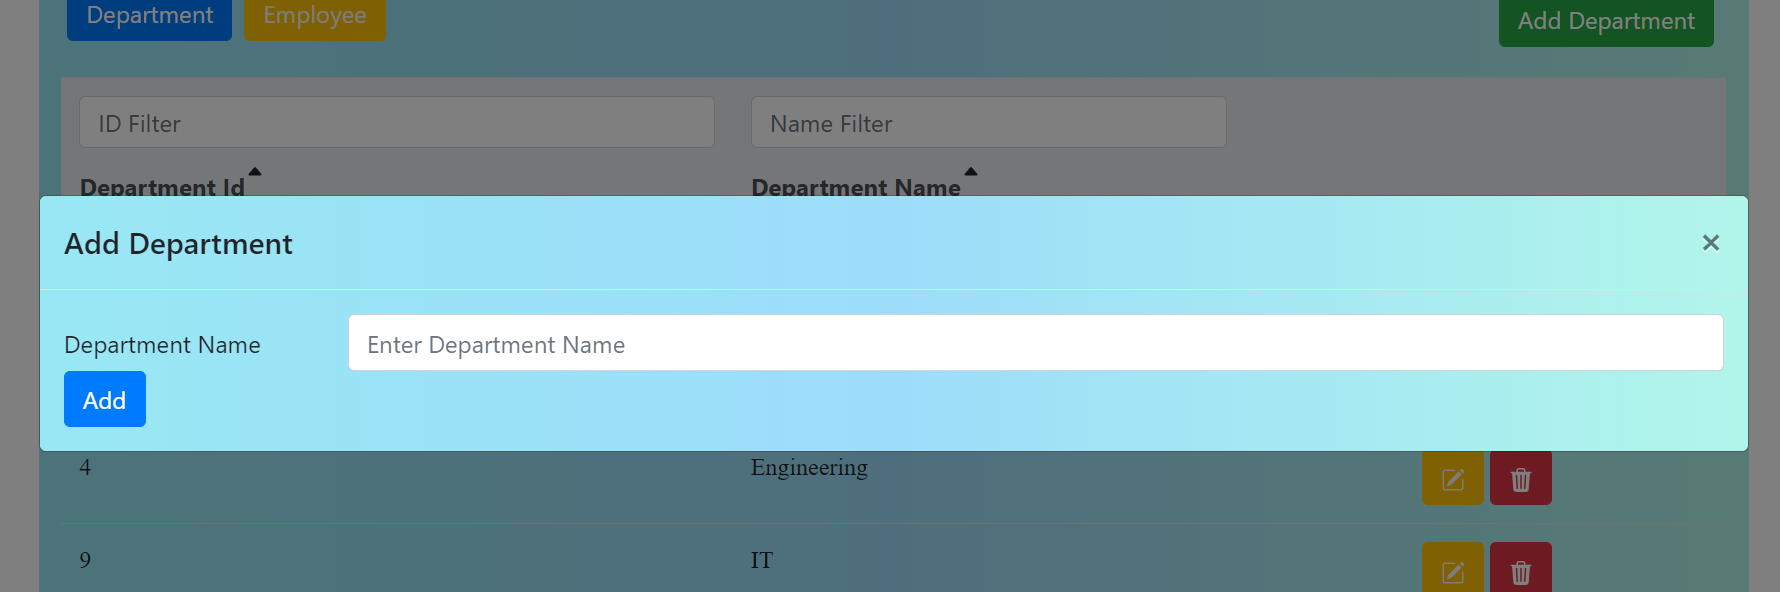 Department Employee Add Department
ID Filter Name Filter
Department Id Department Name
Add Department ×
Department Name Enter Department Name
Add
4 Engineering
9 IT